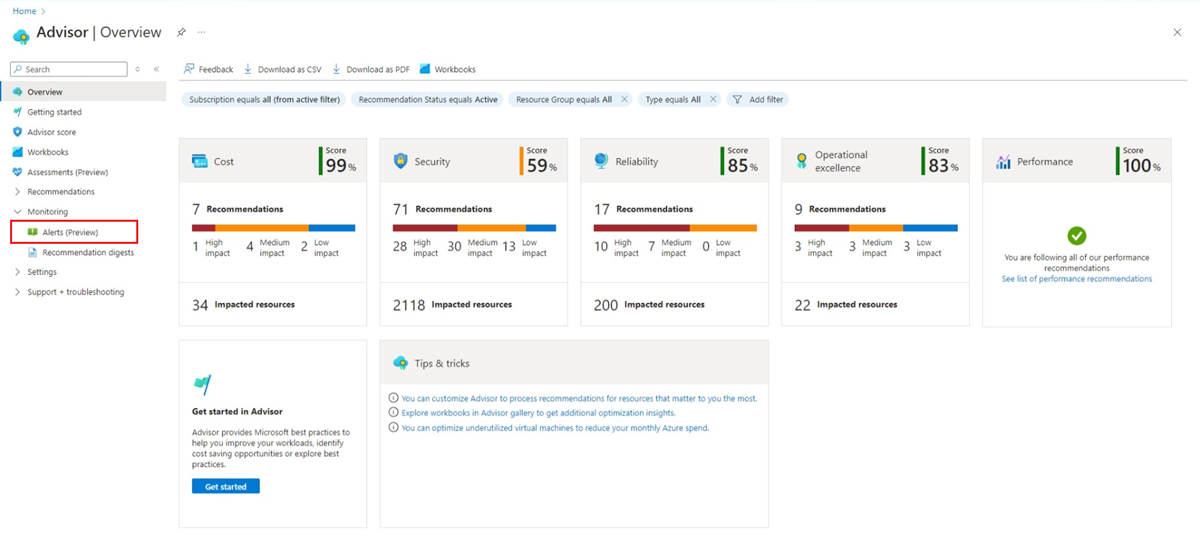 Home
Advisor | Overview
Search
Overview
Getting started
Advisor score
Workbooks
Assessments (Preview)
Recommendations
Monitoring
Alerts (Preview)
Recommendation digests
Settings
Support + troubleshooting
Feedback
Download as CSV
Download as PDF
Workbooks
Subscription equals all (from active filter)
Recommendation Status equals Active
Resource Group equals All
Type equals All
Add filter
Cost
Score
99%
7 Recommendations
1 High impact
4 Medium impact
2 Low impact
34 Impacted resources
Security
Score
59%
71 Recommendations
28 High impact
30 Medium impact
13 Low impact
2118 Impacted resources
Reliability
Score
85%
17 Recommendations
10 High impact
7 Medium impact
0 Low impact
200 Impacted resources
Operational
excellence
Score
83%
9 Recommendations
3 High impact
3 Medium impact
3 Low impact
22 Impacted resources
Performance
Score
100%
You are following all of our performance
recommendations
See list of performance recommendations
Get started in Advisor
Advisor provides Microsoft best practices to
help you improve your workloads, identify
cost saving opportunities or explore best
practices.
Get started
Tips & tricks
You can customize Advisor to process recommendations for resources that matter to you the most.
Explore workbooks in Advisor gallery to get additional optimization insights.
You can optimize underutilized virtual machines to reduce your monthly Azure spend.